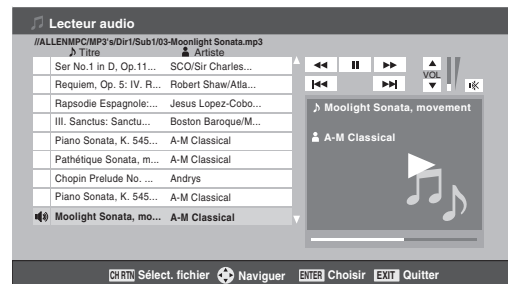 Lecteur audio
//ALLENMPC/MP3's/Dir1/Sub1/03-Moonlight Sonata.mp3
Titre Artiste
Ser No.1 in D, Op.11... SCO/Sir Charles...
Requiem, Op. 5: IV. R... Robert Shaw/Atla...
Rapsodie Espagnole:... Jesus Lopez-Cobo...
III. Sanctus: Sanctu... Boston Baroque/M...
Piano Sonata, K. 545... A-M Classical
Pathétique Sonata, m... A-M Classical
Chopin Prelude No. ... Andrys
Piano Sonata, K. 545... A-M Classical
Moolight Sonata, mo... A-M Classical
VOL
Moolight Sonata, movement
A-M Classical
CH RTN Sélect. fichier Naviguer ENTER Choisir EXIT Quitter